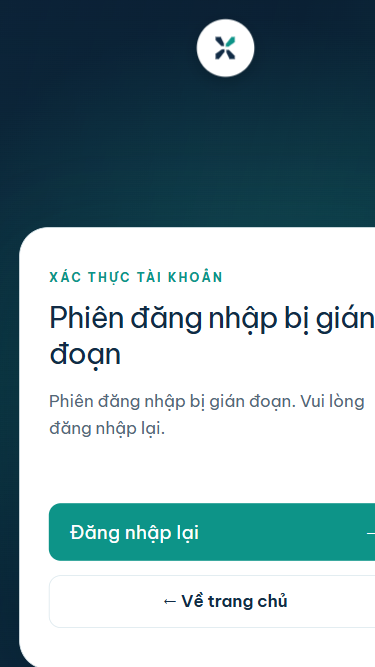 XÁC THỰC TÀI KHOẢN
Phiên đăng nhập bị gián
đoạn
Phiên đăng nhập bị gián đoạn. Vui lòng
đăng nhập lại.
Đăng nhập lại →
← Về trang chủ